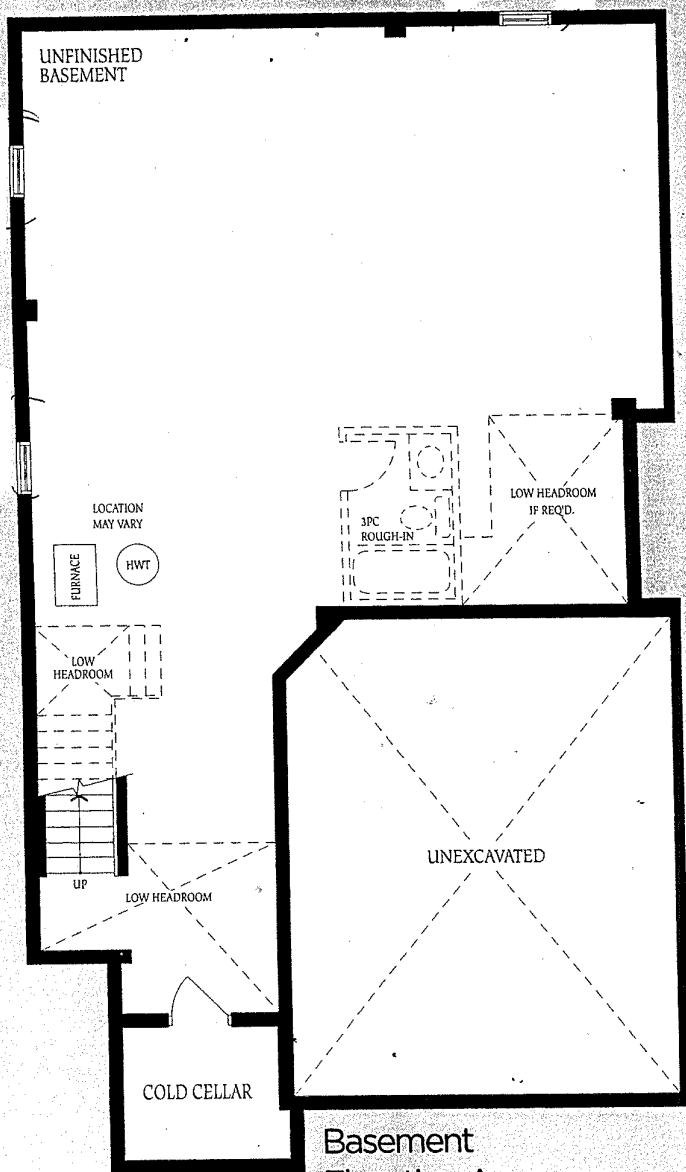 UNFINISHED
BASEMENT
LOCATION
MAY VARY
FURNACE
HWT
3PC
ROUGH-IN
LOW HEADROOM
IF REQ'D.
LOW
HEADROOM
UP
LOW HEADROOM
UNEXCAVATED
COLD CELLAR
Basement